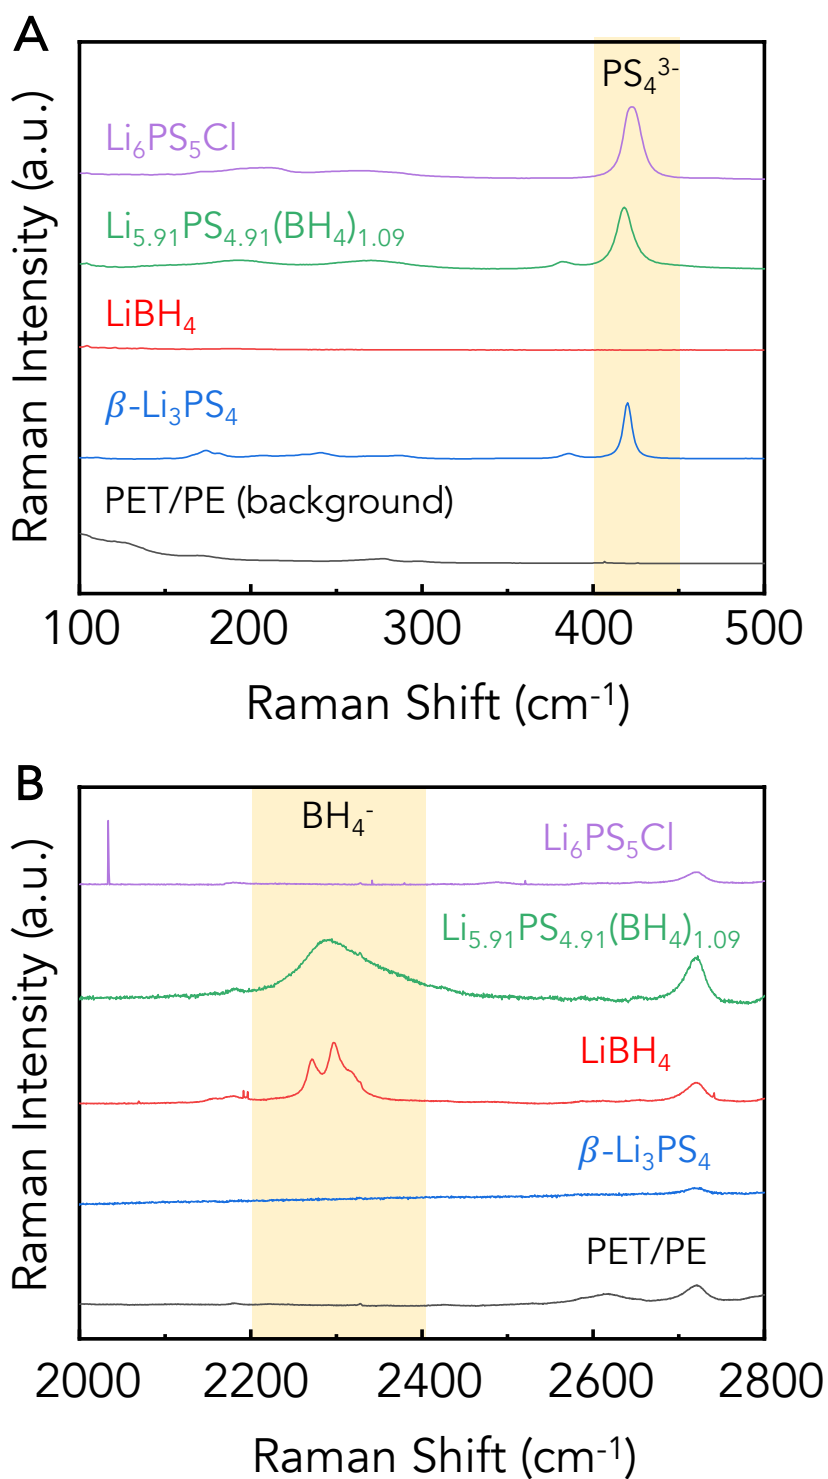 A
PS₄³⁻
Li₆PS₅Cl
Li₅.₉₁PS₄.₉₁(BH₄)₁.₀₉
LiBH₄
β-Li₃PS₄
PET/PE (background)
Raman Intensity (a.u.)
100 200 300 400 500
Raman Shift (cm⁻¹)
B
BH₄⁻
Li₆PS₅Cl
Li₅.₉₁PS₄.₉₁(BH₄)₁.₀₉
LiBH₄
β-Li₃PS₄
PET/PE
Raman Intensity (a.u.)
2000 2200 2400 2600 2800
Raman Shift (cm⁻¹)